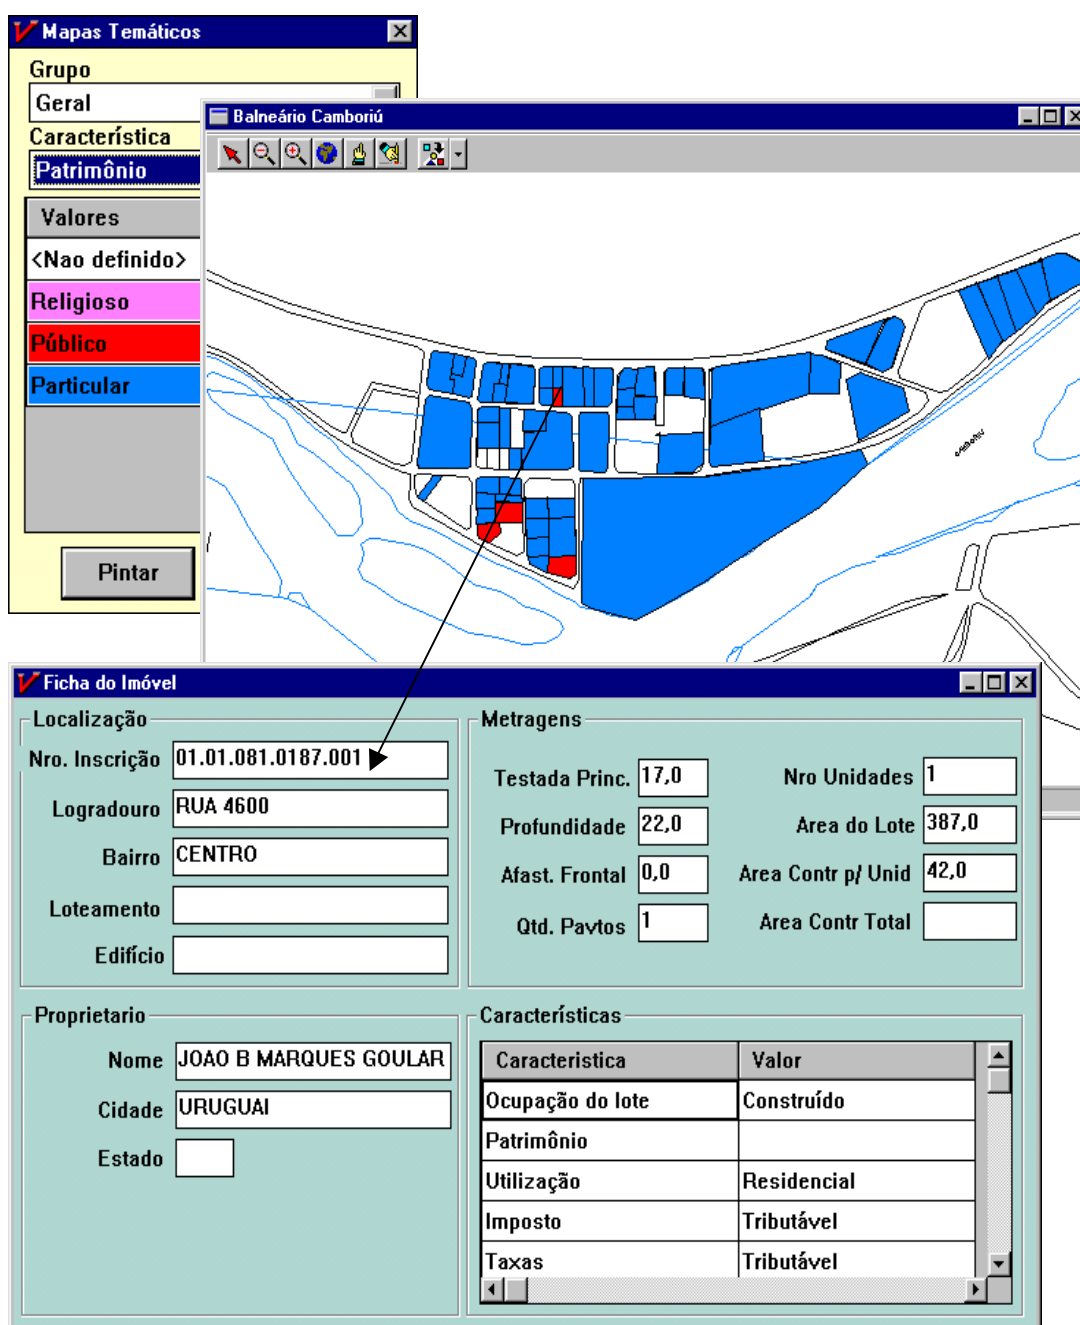 Mapas Temáticos
Grupo
Geral
Característica
Patrimônio
Valores
<Nao definido>
Religioso
Público
Particular
Pintar
Balneário Camboriú
Ficha do Imóvel
Localização
Nro. Inscrição 01.01.081.0187.001
Logradouro RUA 4600
Bairro CENTRO
Loteamento
Edifício
Metragens
Testada Princ. 17,0 Nro Unidades 1
Profundidade 22,0 Area do Lote 387,0
Afast. Frontal 0,0 Area Contr p/ Unid 42,0
Qtd. Pavtos 1 Area Contr Total
Proprietario
Nome JOAO B MARQUES GOULAR
Cidade URUGUAI
Estado
Características
Caracteristica Valor
Ocupação do lote Construído
Patrimônio
Utilização Residencial
Imposto Tributável
Taxas Tributável